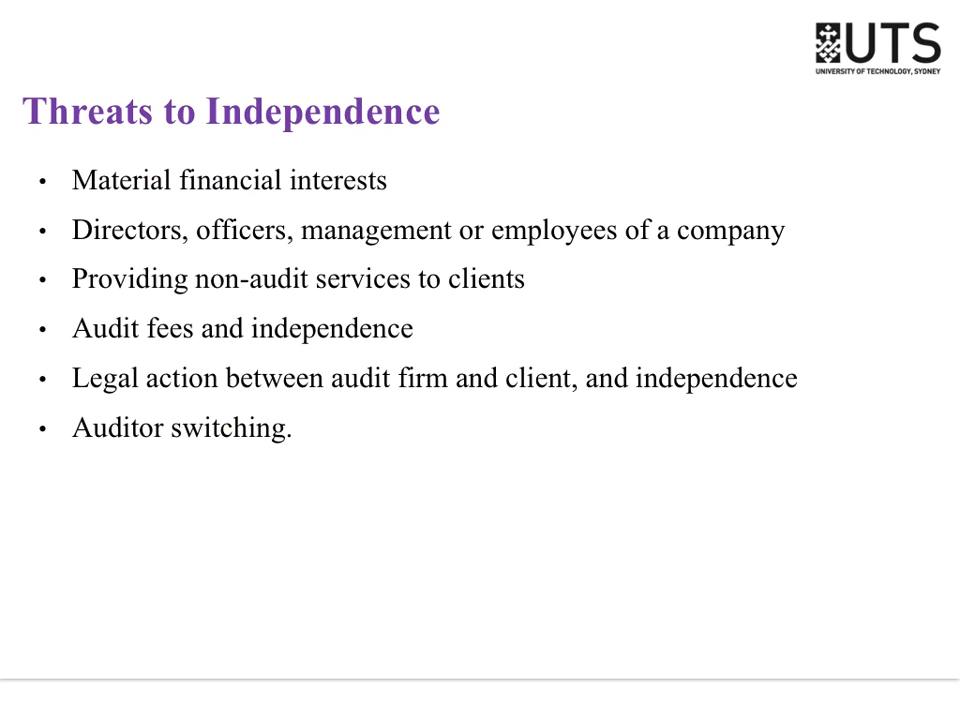 UTS
UNIVERSITY OF TECHNOLOGY, SYDNEY
Threats to Independence
• Material financial interests
• Directors, officers, management or employees of a company
• Providing non-audit services to clients
• Audit fees and independence
• Legal action between audit firm and client, and independence
• Auditor switching.